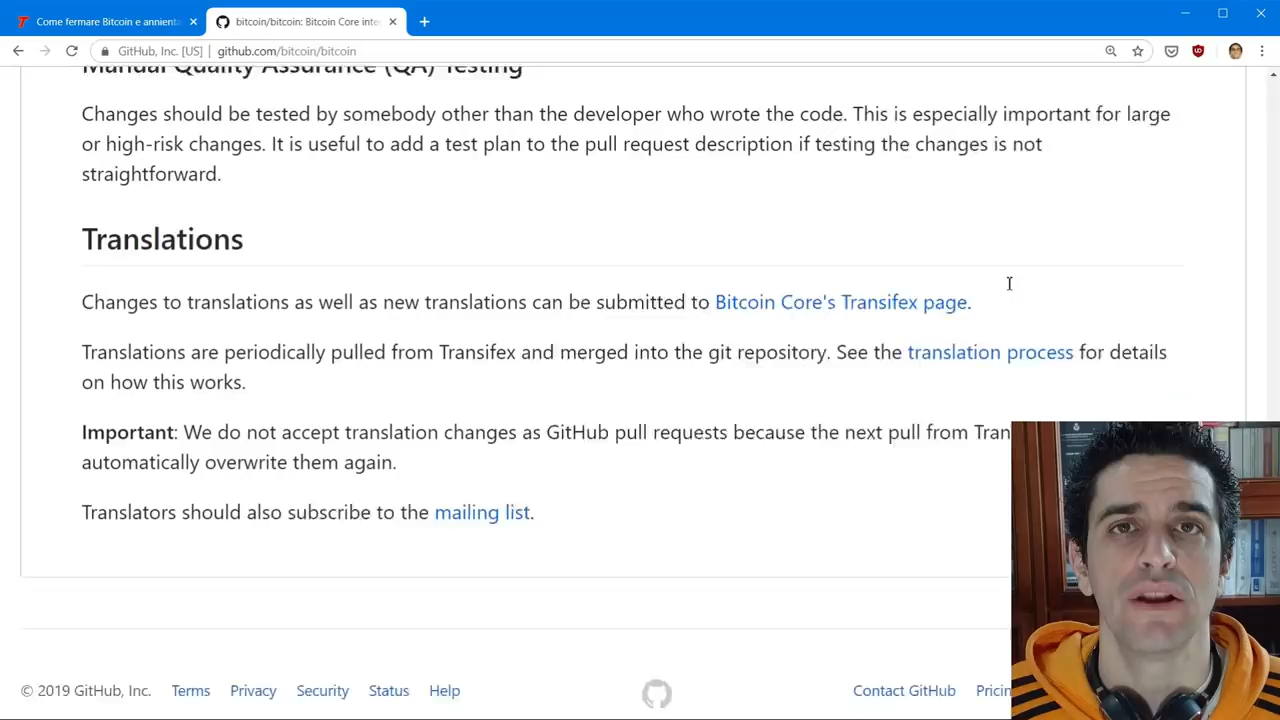 Come fermare Bitcoin e annienta
bitcoin/bitcoin: Bitcoin Core inte
GitHub, Inc. [US] | github.com/bitcoin/bitcoin
Manual Quality Assurance (QA) Testing
Changes should be tested by somebody other than the developer who wrote the code. This is especially important for large
or high-risk changes. It is useful to add a test plan to the pull request description if testing the changes is not
straightforward.
Translations
Changes to translations as well as new translations can be submitted to Bitcoin Core's Transifex page.
Translations are periodically pulled from Transifex and merged into the git repository. See the translation process for details
on how this works.
Important: We do not accept translation changes as GitHub pull requests because the next pull from Tran
automatically overwrite them again.
Translators should also subscribe to the mailing list.
© 2019 GitHub, Inc. Terms Privacy Security Status Help Contact GitHub Pricin